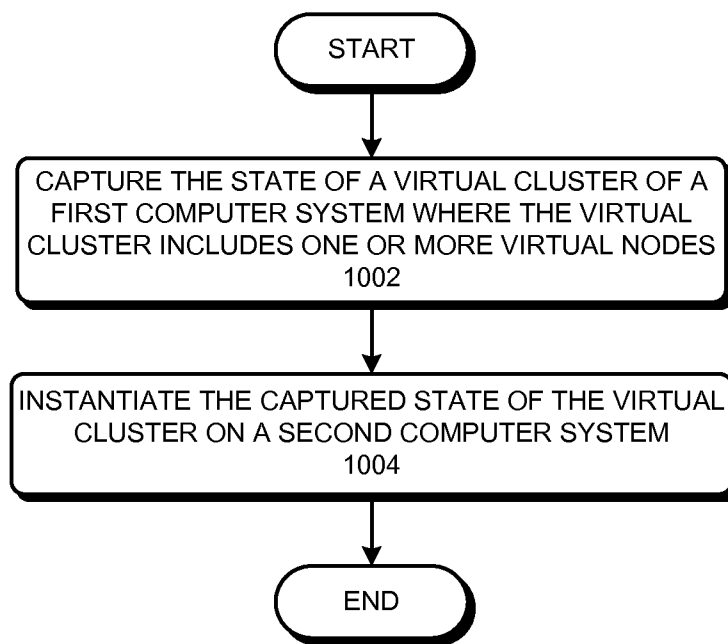 START
CAPTURE THE STATE OF A VIRTUAL CLUSTER OF A
FIRST COMPUTER SYSTEM WHERE THE VIRTUAL
CLUSTER INCLUDES ONE OR MORE VIRTUAL NODES
1002
INSTANTIATE THE CAPTURED STATE OF THE VIRTUAL
CLUSTER ON A SECOND COMPUTER SYSTEM
1004
END